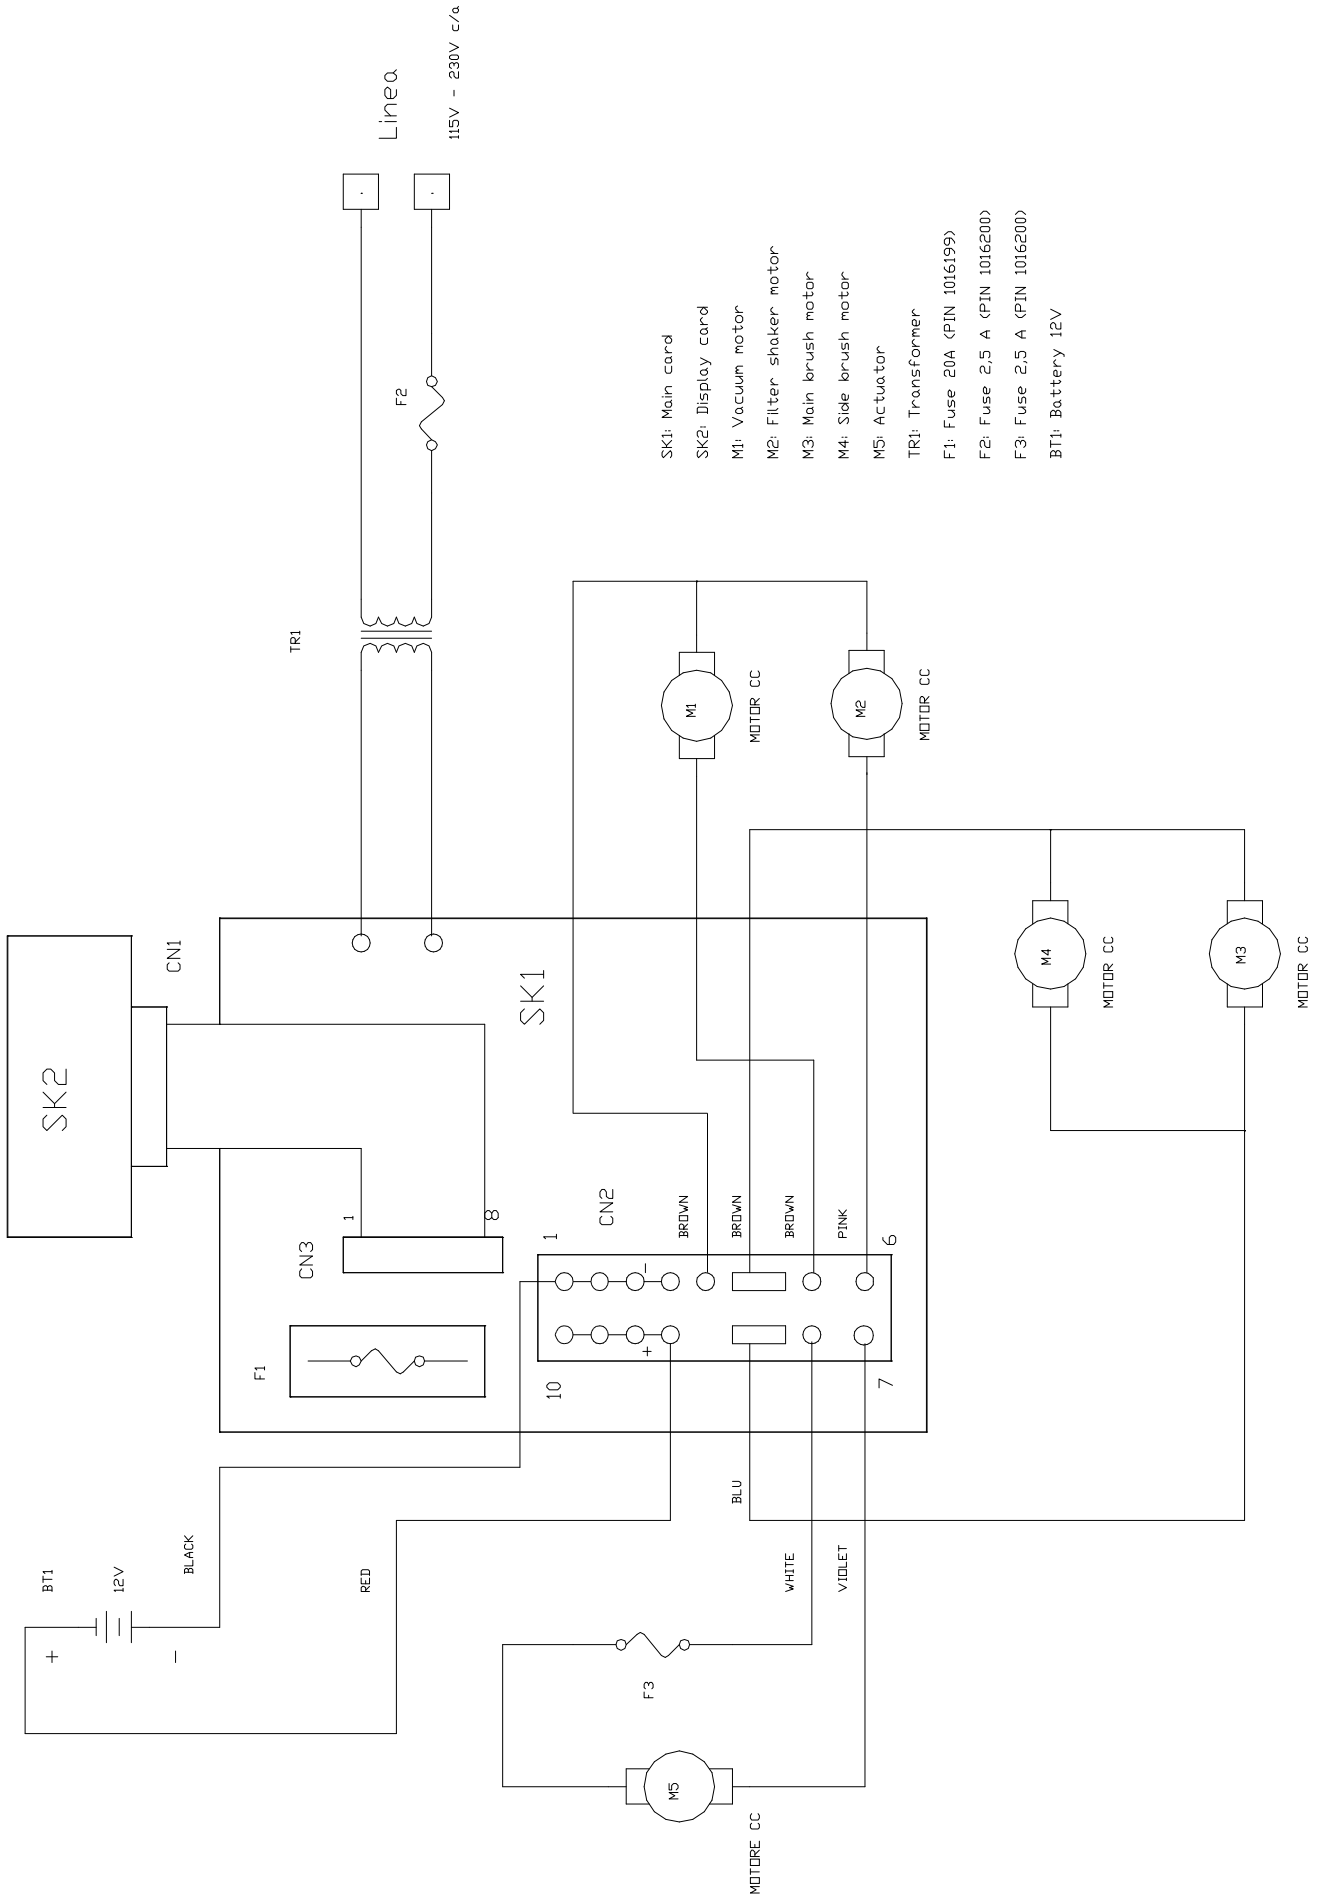 Linea
115V - 230V c/a
F2
TR1
SK1: Main card
SK2: Display card
M1: Vacuum motor
M2: Filter shaker motor
M3: Main brush motor
M4: Side brush motor
M5: Actuator
TR1: Transformer
F1: Fuse 20A (PIN 1016199)
F2: Fuse 2,5 A (PIN 1016200)
F3: Fuse 2,5 A (PIN 1016200)
BT1: Battery 12V
M1
MOTOR CC
M2
MOTOR CC
M4
MOTOR CC
M3
MOTOR CC
SK2
CN1
SK1
CN3
1
8
F1
CN2
1
6
10
7
-
+
BROWN
BROWN
BROWN
PINK
BT1
12V
+
-
BLACK
RED
BLU
WHITE
VIOLET
F3
M5
MOTORE CC